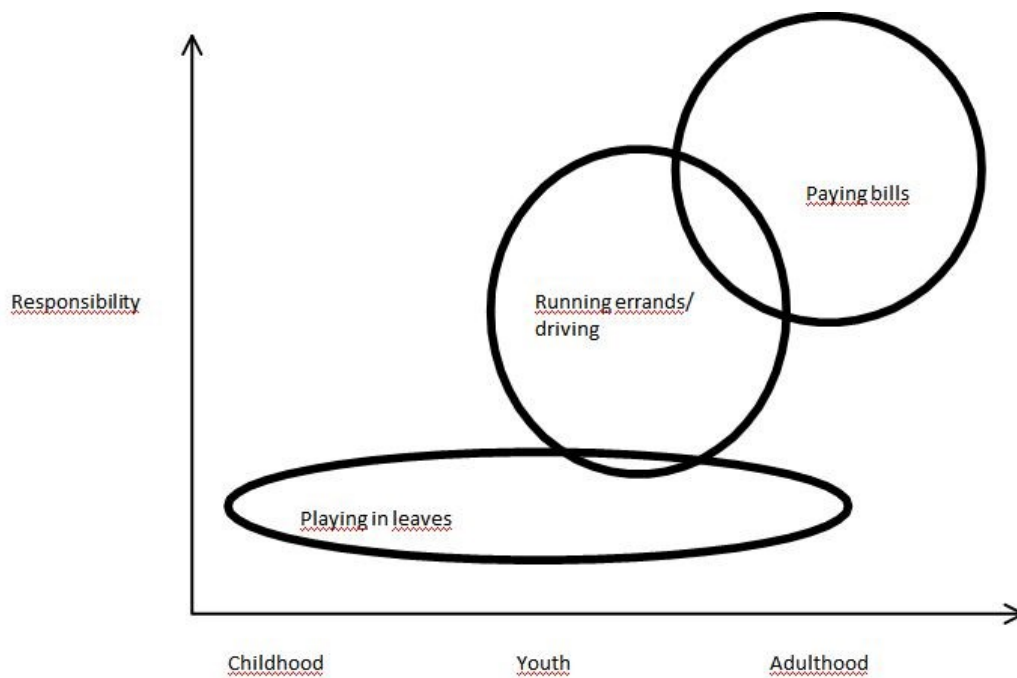 Paying bills
Responsibility
Running errands/
driving
Playing in leaves
Childhood
Youth
Adulthood